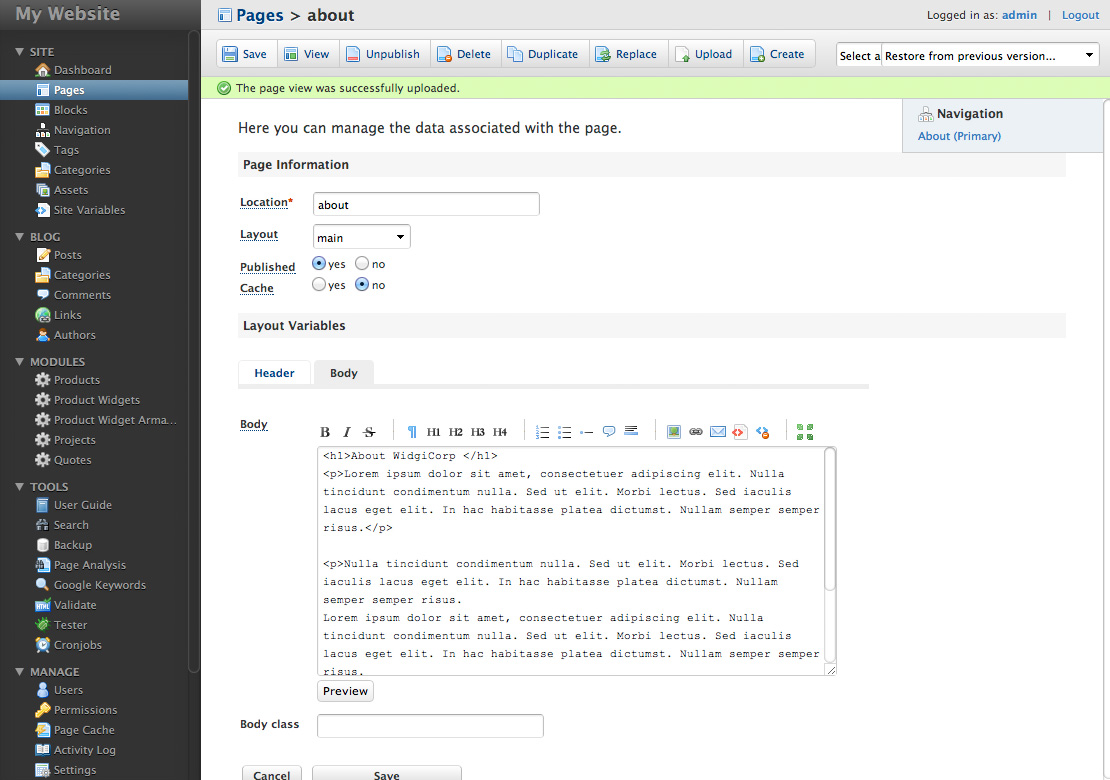 My Website
Pages > about
Logged in as: admin | Logout
Save View Unpublish Delete Duplicate Replace Upload Create Select a Restore from previous version...
The page view was successfully uploaded.
SITE
Dashboard
Pages
Blocks
Navigation
Tags
Categories
Assets
Site Variables
BLOG
Posts
Categories
Comments
Links
Authors
MODULES
Products
Product Widgets
Product Widget Arma...
Projects
Quotes
TOOLS
User Guide
Search
Backup
Page Analysis
Google Keywords
Validate
Tester
Cronjobs
MANAGE
Users
Permissions
Page Cache
Activity Log
Settings
Here you can manage the data associated with the page.
Navigation
About (Primary)
Page Information
Location* about
Layout main
Published yes no
Cache yes no
Layout Variables
Header Body
Body
B I S ¶ H1 H2 H3 H4
<h1>About WidgiCorp </h1>
<p>Lorem ipsum dolor sit amet, consectetuer adipiscing elit. Nulla
tincidunt condimentum nulla. Sed ut elit. Morbi lectus. Sed iaculis
lacus eget elit. In hac habitasse platea dictumst. Nullam semper semper
risus.</p>
<p>Nulla tincidunt condimentum nulla. Sed ut elit. Morbi lectus. Sed
iaculis lacus eget elit. In hac habitasse platea dictumst. Nullam
semper semper risus.
Lorem ipsum dolor sit amet, consectetuer adipiscing elit. Nulla
tincidunt condimentum nulla. Sed ut elit. Morbi lectus. Sed iaculis
lacus eget elit. In hac habitasse platea dictumst. Nullam semper semper
risus.
Preview
Body class
Cancel Save